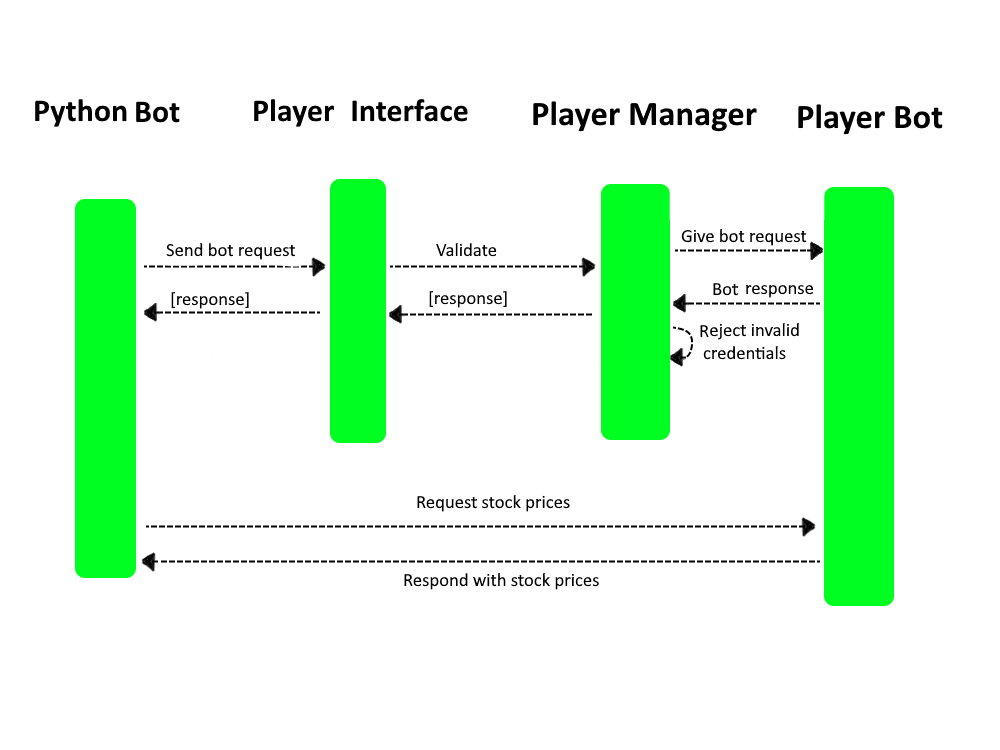 Python Bot
Player Interface
Player Manager
Player Bot
Send bot request
Validate
Give bot request
[response]
[response]
Bot response
Reject invalid
credentials
Request stock prices
Respond with stock prices